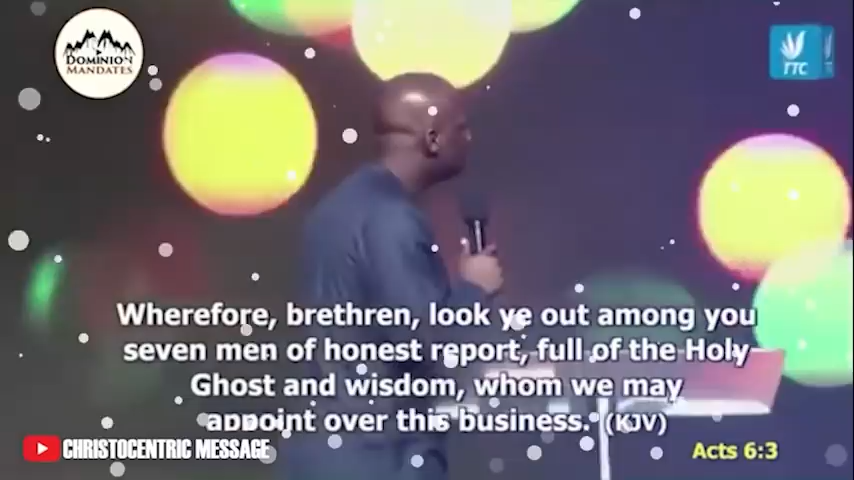 DOMINION
MANDATES
TTC
Wherefore, brethren, look ye out among you
seven men of honest report, full of the Holy
Ghost and wisdom, whom we may
appoint over this business. (KJV)
CHRISTOCENTRIC MESSAGE
Acts 6:3